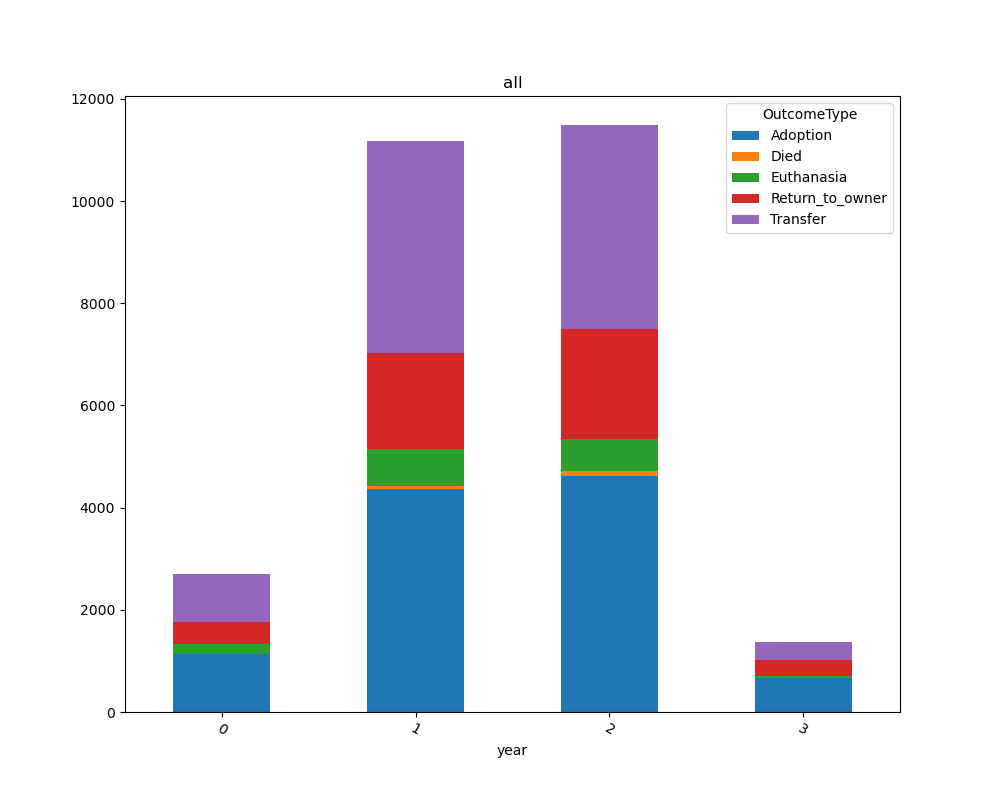 all
12000
10000
8000
6000
4000
2000
0
OutcomeType
Adoption
Died
Euthanasia
Return_to_owner
Transfer
0
1
2
3
year